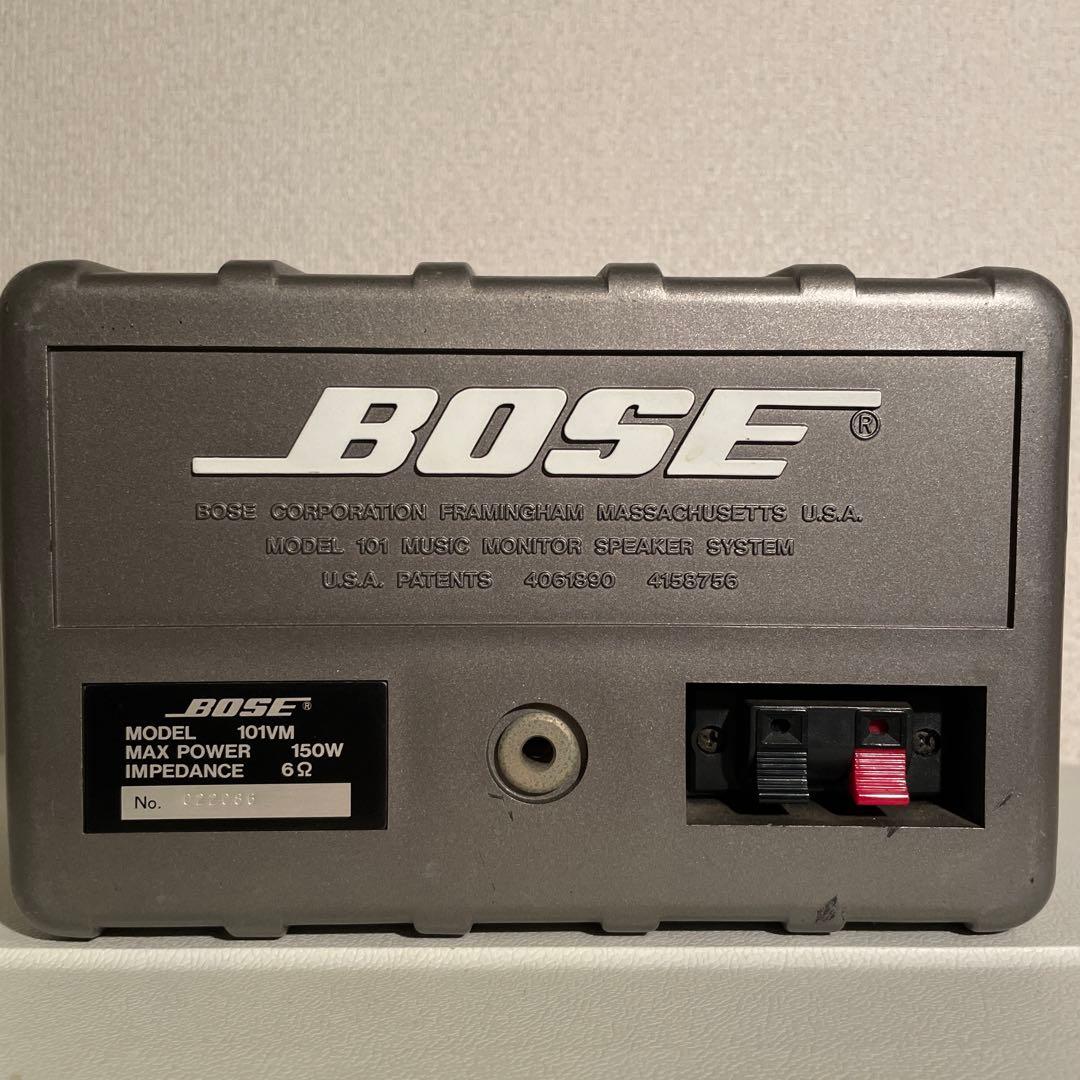 BOSE®
BOSE CORPORATION FRAMINGHAM MASSACHUSETTS U.S.A.
MODEL 101 MUSIC MONITOR SPEAKER SYSTEM
U.S.A. PATENTS 4061890 4158756
BOSE®
MODEL 101VM
MAX POWER 150W
IMPEDANCE 6Ω
No.